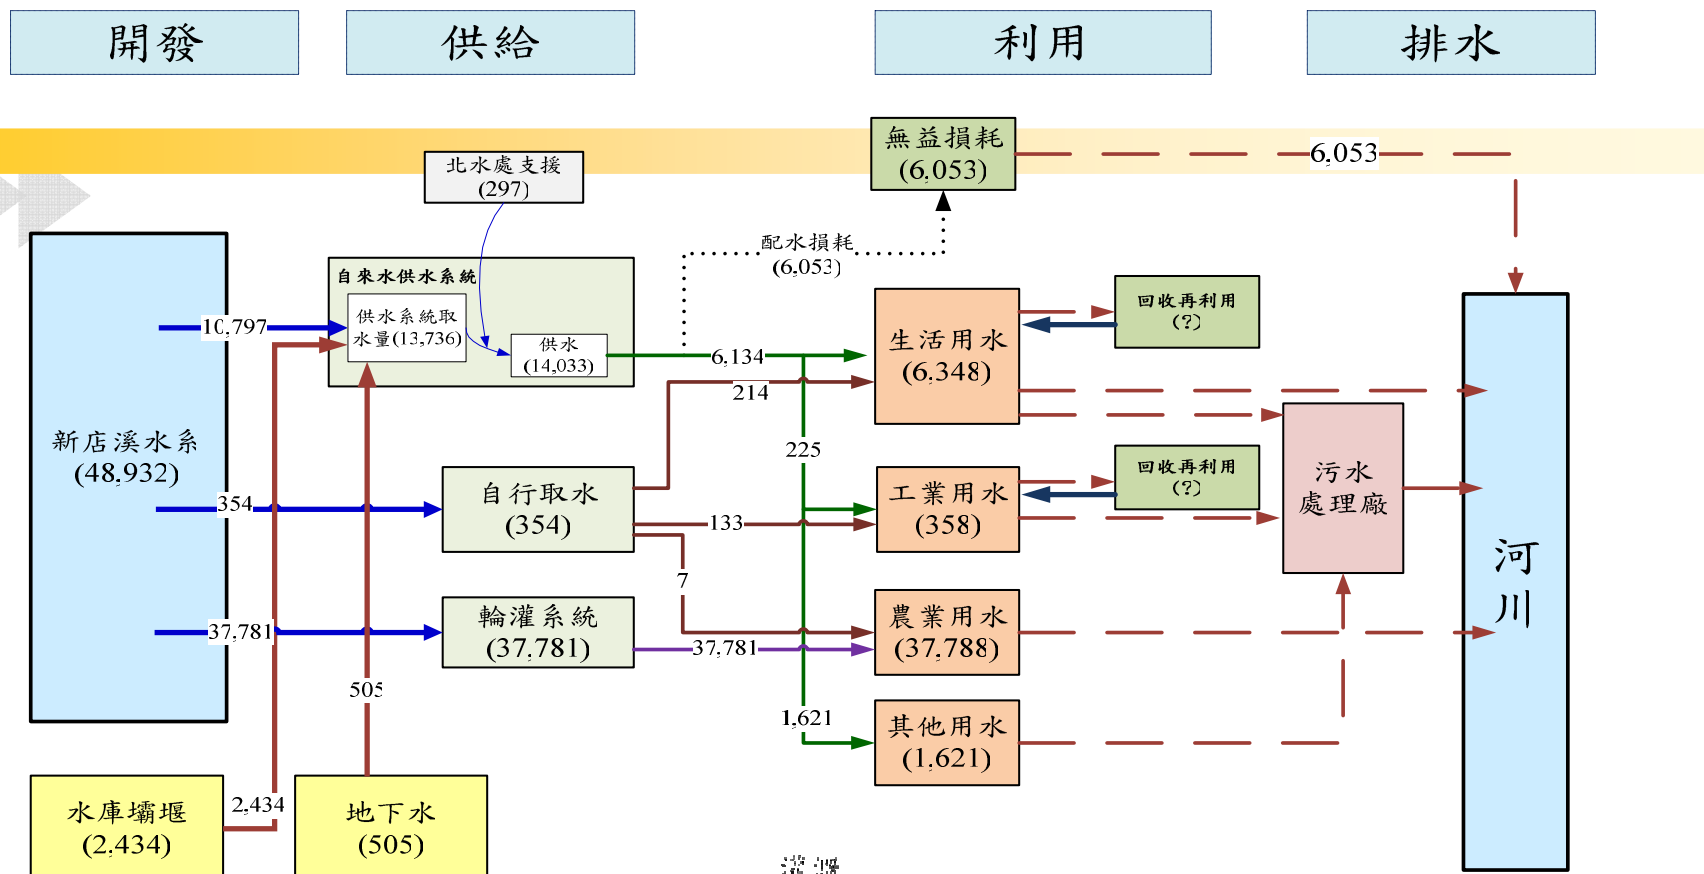 開發
供給
利用
排水
無益損耗
(6,053)
6,053
北水處支援
(297)
配水損耗
(6,053)
自來水供水系統
供水系統取
水量(13,736)
供水
(14,033)
10,797
6,134
214
生活用水
(6,348)
回收再利用
(?)
新店溪水系
(48,932)
225
354
自行取水
(354)
133
工業用水
(358)
回收再利用
(?)
污水
處理廠
河
川
7
37,781
輪灌系統
(37,781)
37,781
農業用水
(37,788)
505
1,621
其他用水
(1,621)
水庫壩堰
(2,434)
2,434
地下水
(505)